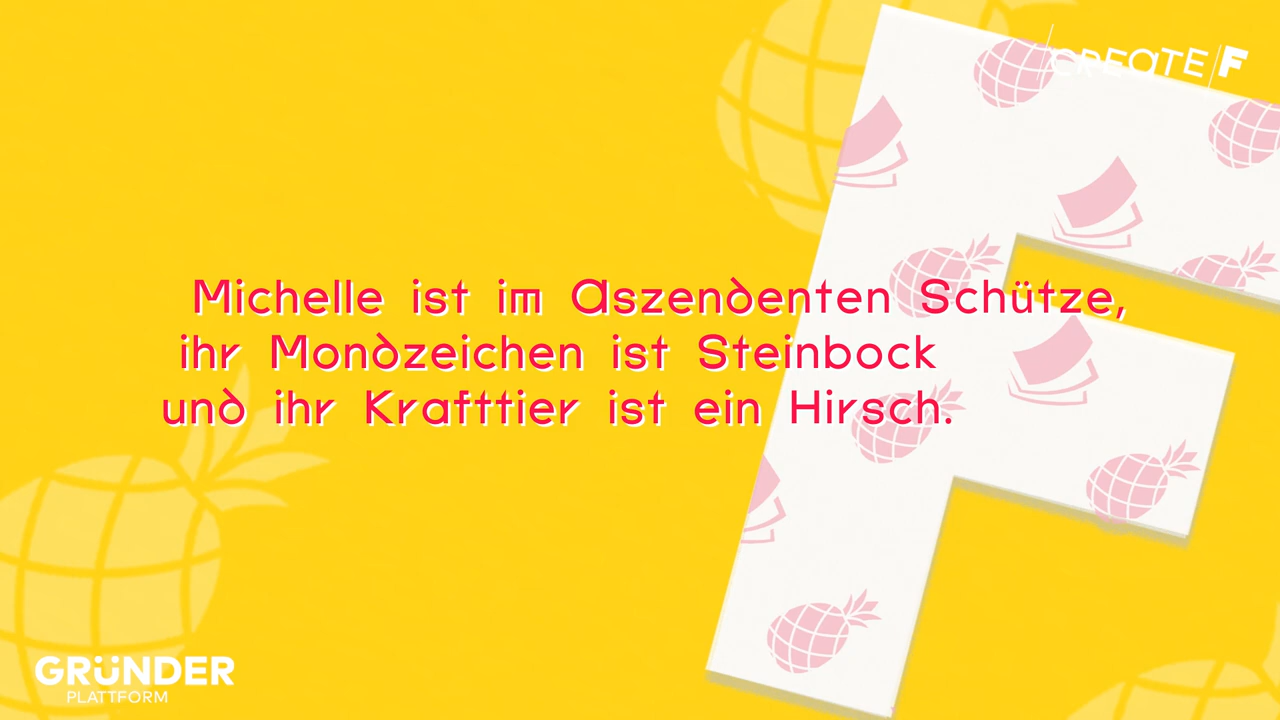 CREATE F
Michelle ist im Aszendenten Schütze,
ihr Mondzeichen ist Steinbock
und ihr Krafttier ist ein Hirsch.
GRÜNDER
PLATTFORM